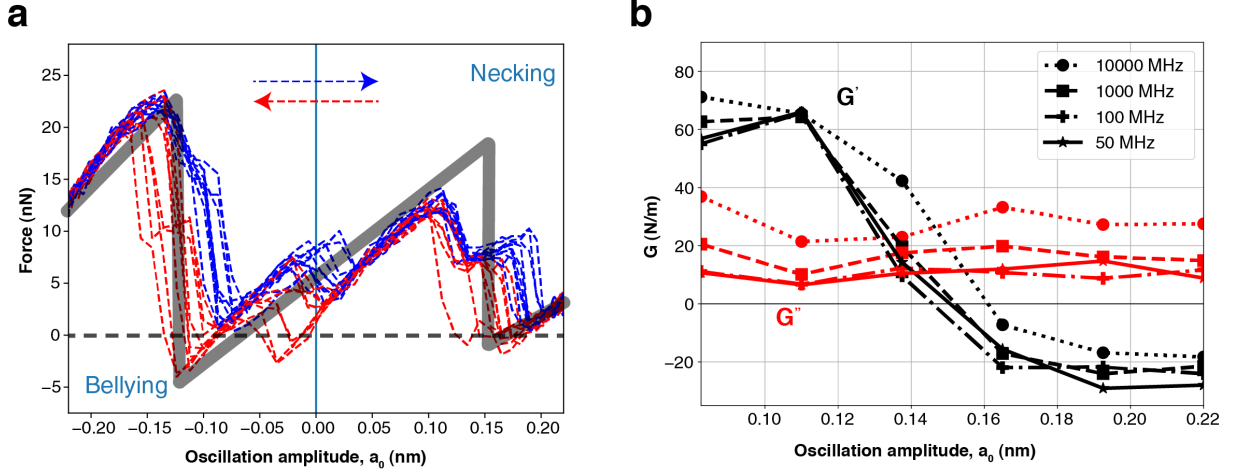 a
Force (nN)
25
20
15
10
5
0
−5
Necking
Bellying
−0.20 −0.15 −0.10 −0.05 0.00 0.05 0.10 0.15 0.20
Oscillation amplitude, a0 (nm)
b
G (N/m)
80
60
40
20
0
−20
G'
G"
10000 MHz
1000 MHz
100 MHz
50 MHz
0.10 0.12 0.14 0.16 0.18 0.20 0.22
Oscillation amplitude, a0 (nm)